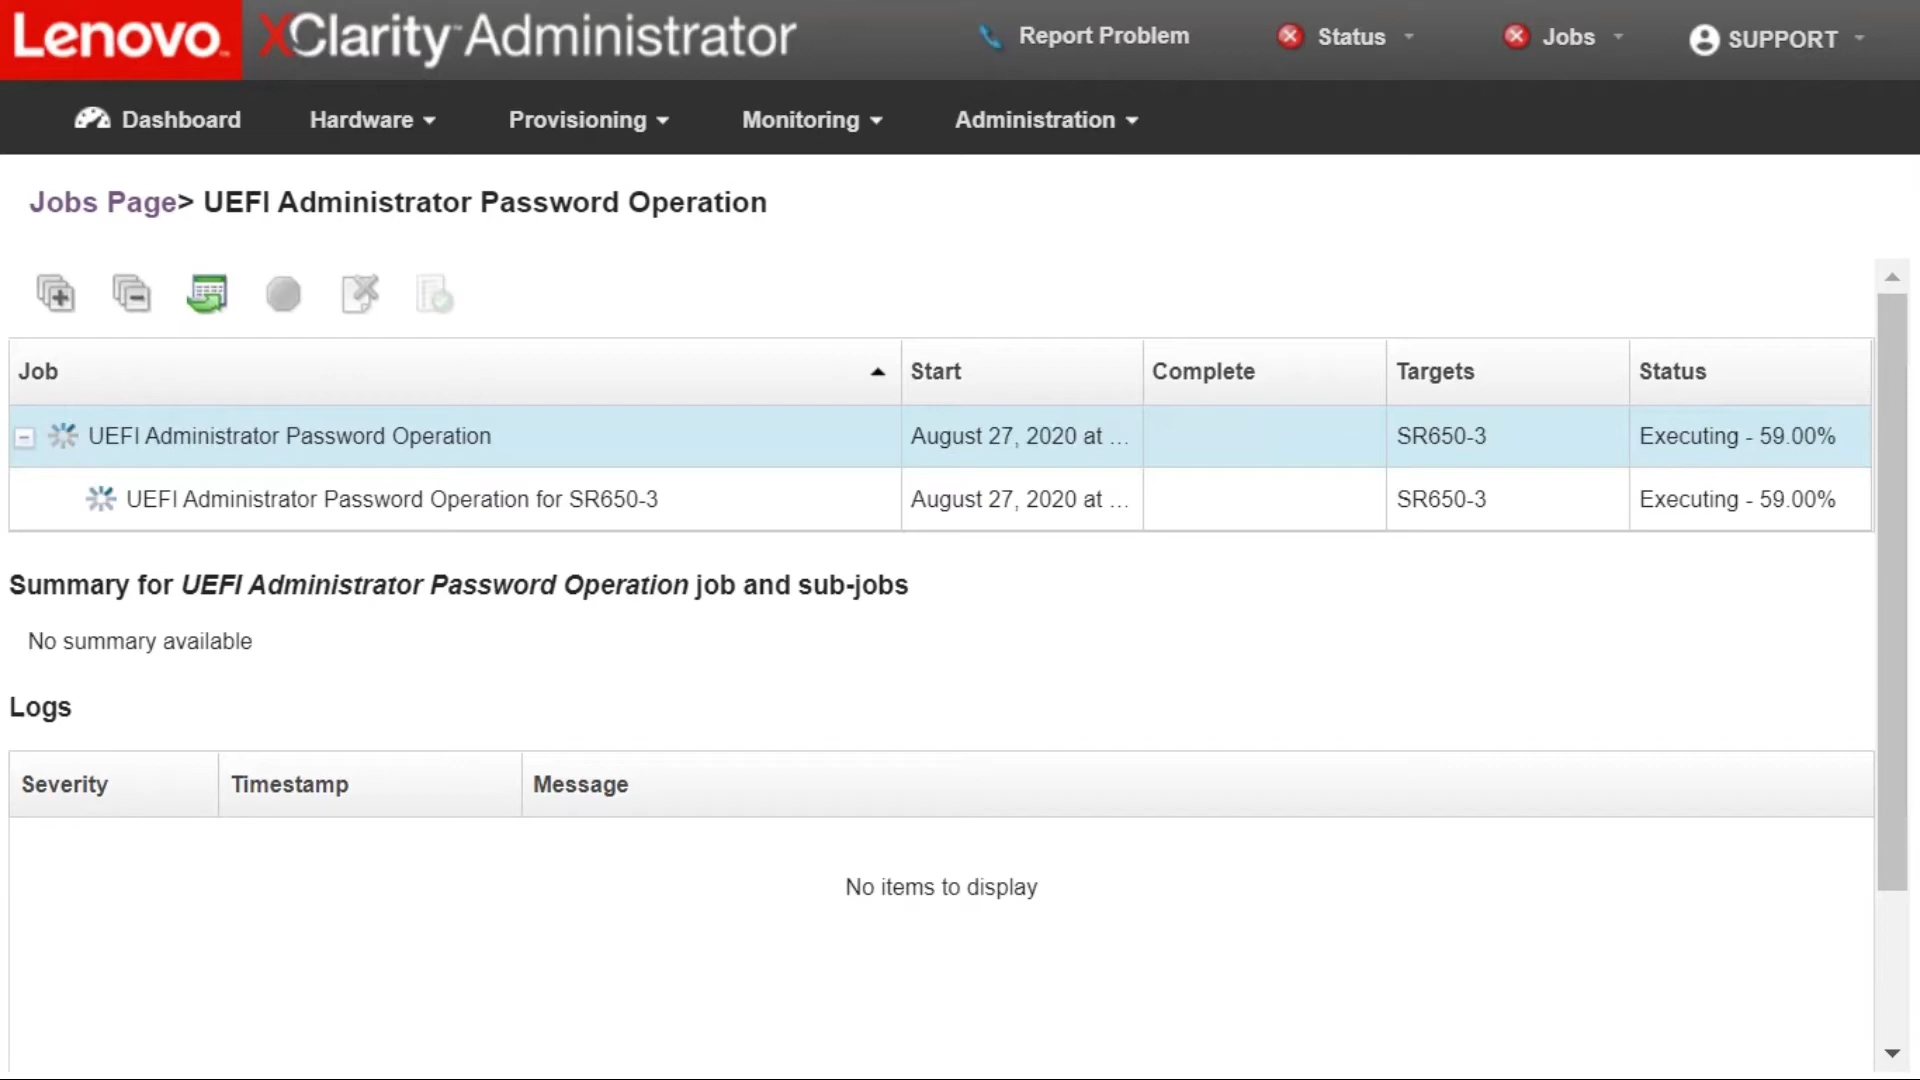 Lenovo XClarity Administrator Report Problem Status Jobs SUPPORT
Dashboard Hardware Provisioning Monitoring Administration
Jobs Page> UEFI Administrator Password Operation
Job Start Complete Targets Status
UEFI Administrator Password Operation August 27, 2020 at ... SR650-3 Executing - 59.00%
UEFI Administrator Password Operation for SR650-3 August 27, 2020 at ... SR650-3 Executing - 59.00%
Summary for UEFI Administrator Password Operation job and sub-jobs
No summary available
Logs
Severity Timestamp Message
No items to display